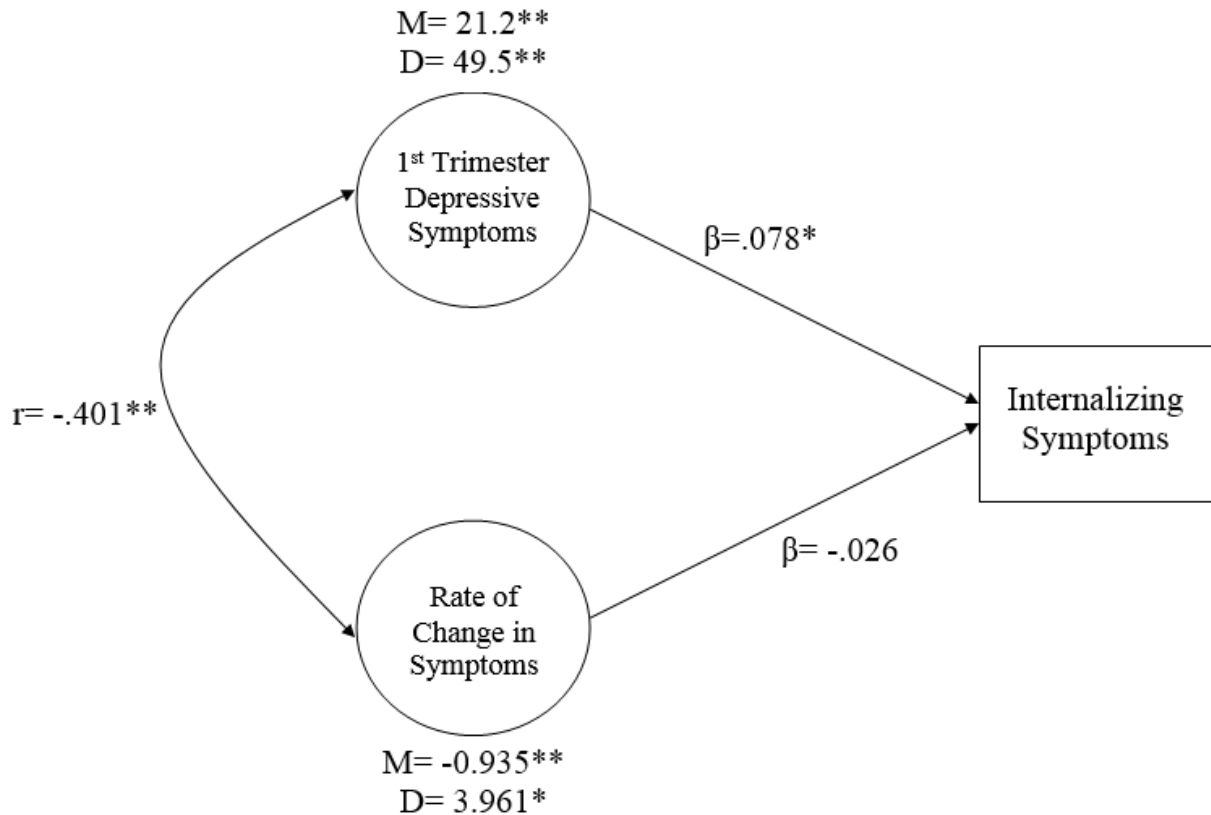 M= 21.2**
D= 49.5**
1st Trimester
Depressive
Symptoms
β=.078*
Internalizing
Symptoms
r= -.401**
β= -.026
Rate of
Change in
Symptoms
M= -0.935**
D= 3.961*